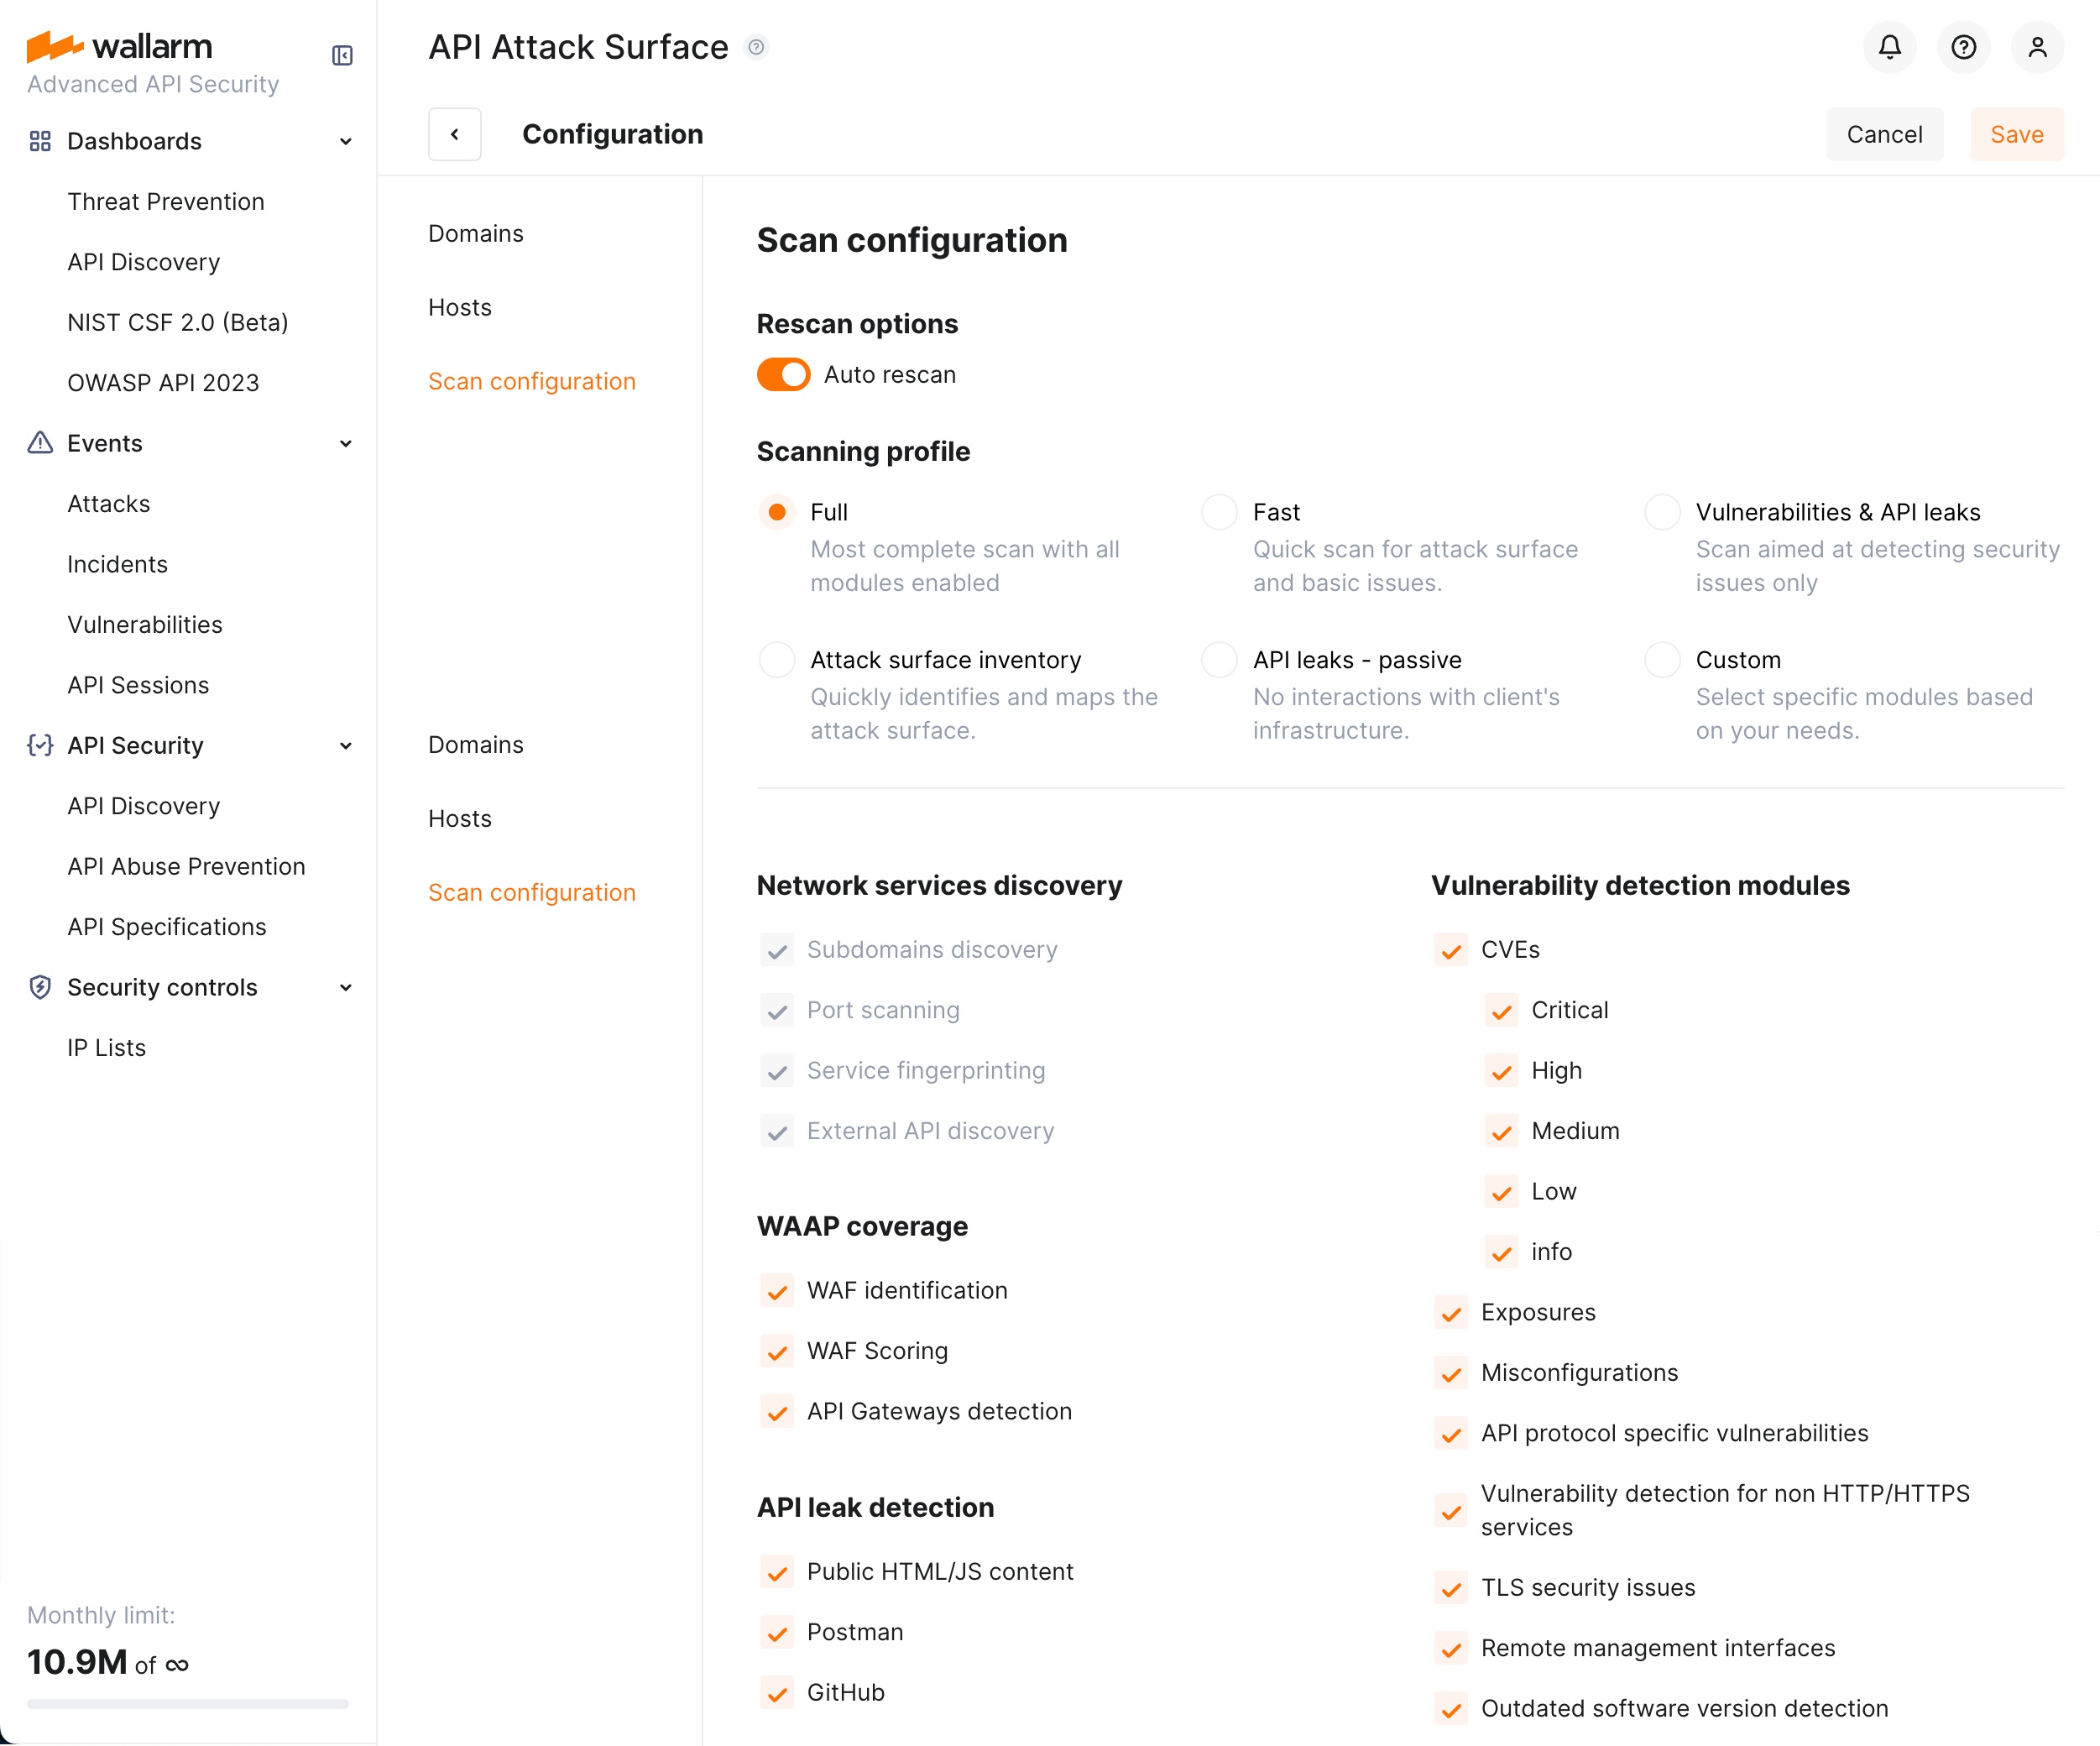 wallarm
Advanced API Security
Dashboards
Threat Prevention
API Discovery
NIST CSF 2.0 (Beta)
OWASP API 2023
Events
Attacks
Incidents
Vulnerabilities
API Sessions
API Security
API Discovery
API Abuse Prevention
API Specifications
Security controls
IP Lists
Monthly limit:
10.9M of ∞
API Attack Surface
Configuration
Cancel
Save
Domains
Hosts
Scan configuration
Domains
Hosts
Scan configuration
Scan configuration
Rescan options
Auto rescan
Scanning profile
Full
Most complete scan with all
modules enabled
Fast
Quick scan for attack surface
and basic issues.
Vulnerabilities & API leaks
Scan aimed at detecting security
issues only
Attack surface inventory
Quickly identifies and maps the
attack surface.
API leaks - passive
No interactions with client's
infrastructure.
Custom
Select specific modules based
on your needs.
Network services discovery
Subdomains discovery
Port scanning
Service fingerprinting
External API discovery
WAAP coverage
WAF identification
WAF Scoring
API Gateways detection
API leak detection
Public HTML/JS content
Postman
GitHub
Vulnerability detection modules
CVEs
Critical
High
Medium
Low
info
Exposures
Misconfigurations
API protocol specific vulnerabilities
Vulnerability detection for non HTTP/HTTPS
services
TLS security issues
Remote management interfaces
Outdated software version detection